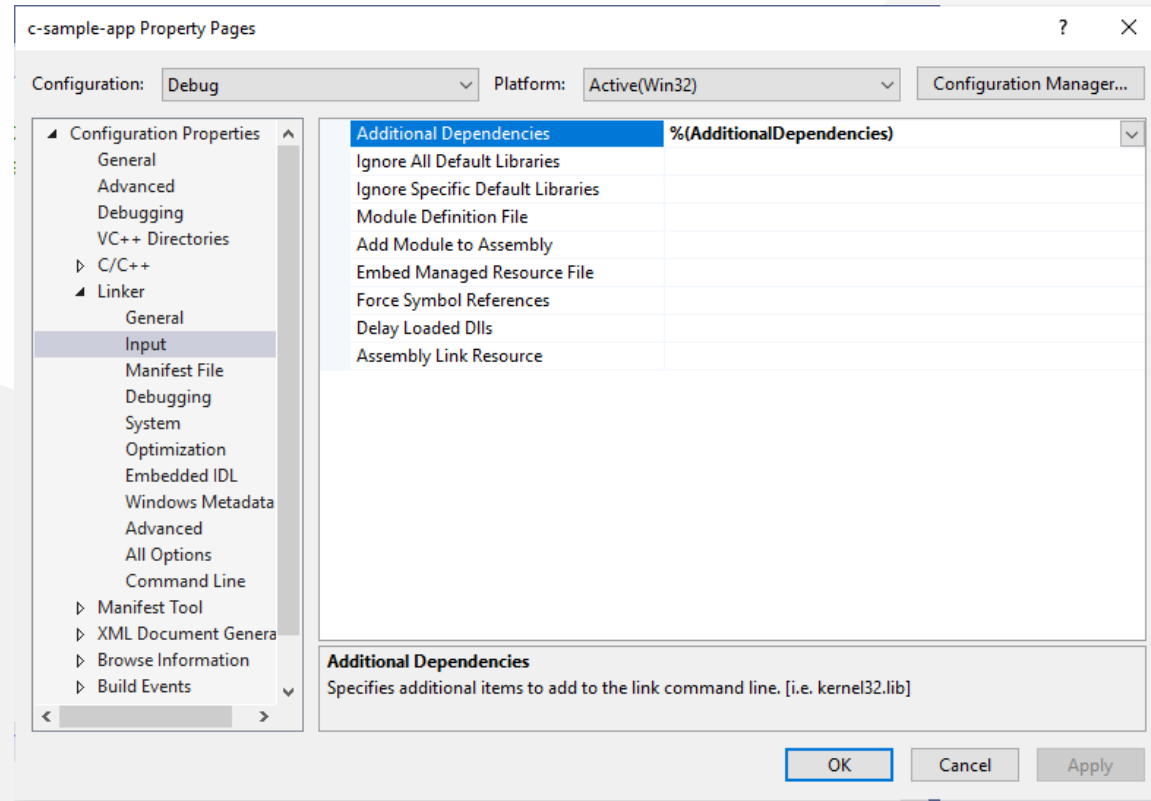 c-sample-app Property Pages
?
Configuration: Debug Platform: Active(Win32) Configuration Manager...
Configuration Properties
General
Advanced
Debugging
VC++ Directories
C/C++
Linker
General
Input
Manifest File
Debugging
System
Optimization
Embedded IDL
Windows Metadata
Advanced
All Options
Command Line
Manifest Tool
XML Document Genera
Browse Information
Build Events
Additional Dependencies %(AdditionalDependencies)
Ignore All Default Libraries
Ignore Specific Default Libraries
Module Definition File
Add Module to Assembly
Embed Managed Resource File
Force Symbol References
Delay Loaded Dlls
Assembly Link Resource
Additional Dependencies
Specifies additional items to add to the link command line. [i.e. kernel32.lib]
OK Cancel Apply